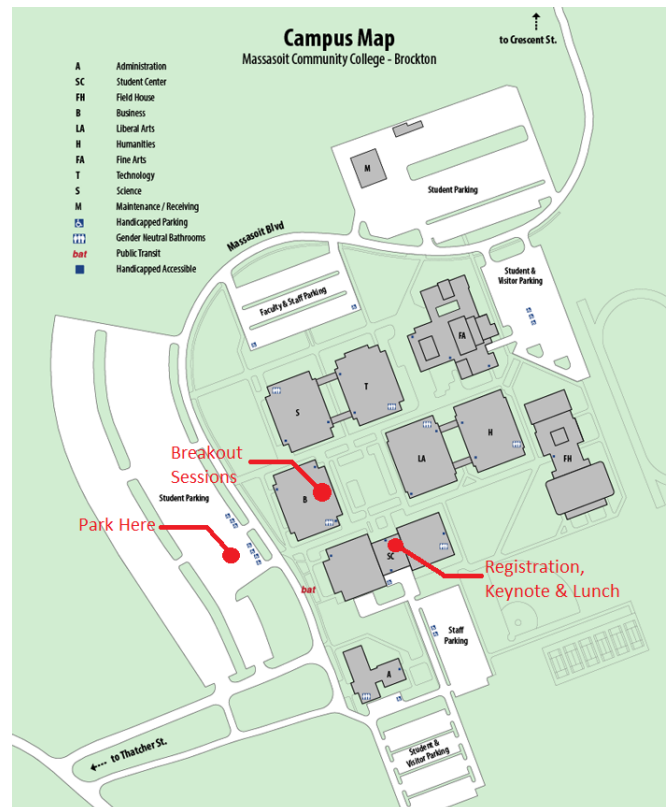 Campus Map
Massasoit Community College - Brockton
to Crescent St.
A Administration
SC Student Center
FH Field House
B Business
LA Liberal Arts
H Humanities
FA Fine Arts
T Technology
S Science
M Maintenance / Receiving
Handicapped Parking
Gender Neutral Bathrooms
bat Public Transit
Handicapped Accessible
M
Student Parking
Massasoit Blvd
Student &
Visitor Parking
Faculty & Staff Parking
FA
T
S
H
LA
FH
Breakout
Sessions
Student Parking
B
Park Here
SC
Registration,
Keynote & Lunch
bat
Staff
Parking
A
Student &
Visitor Parking
to Thatcher St.